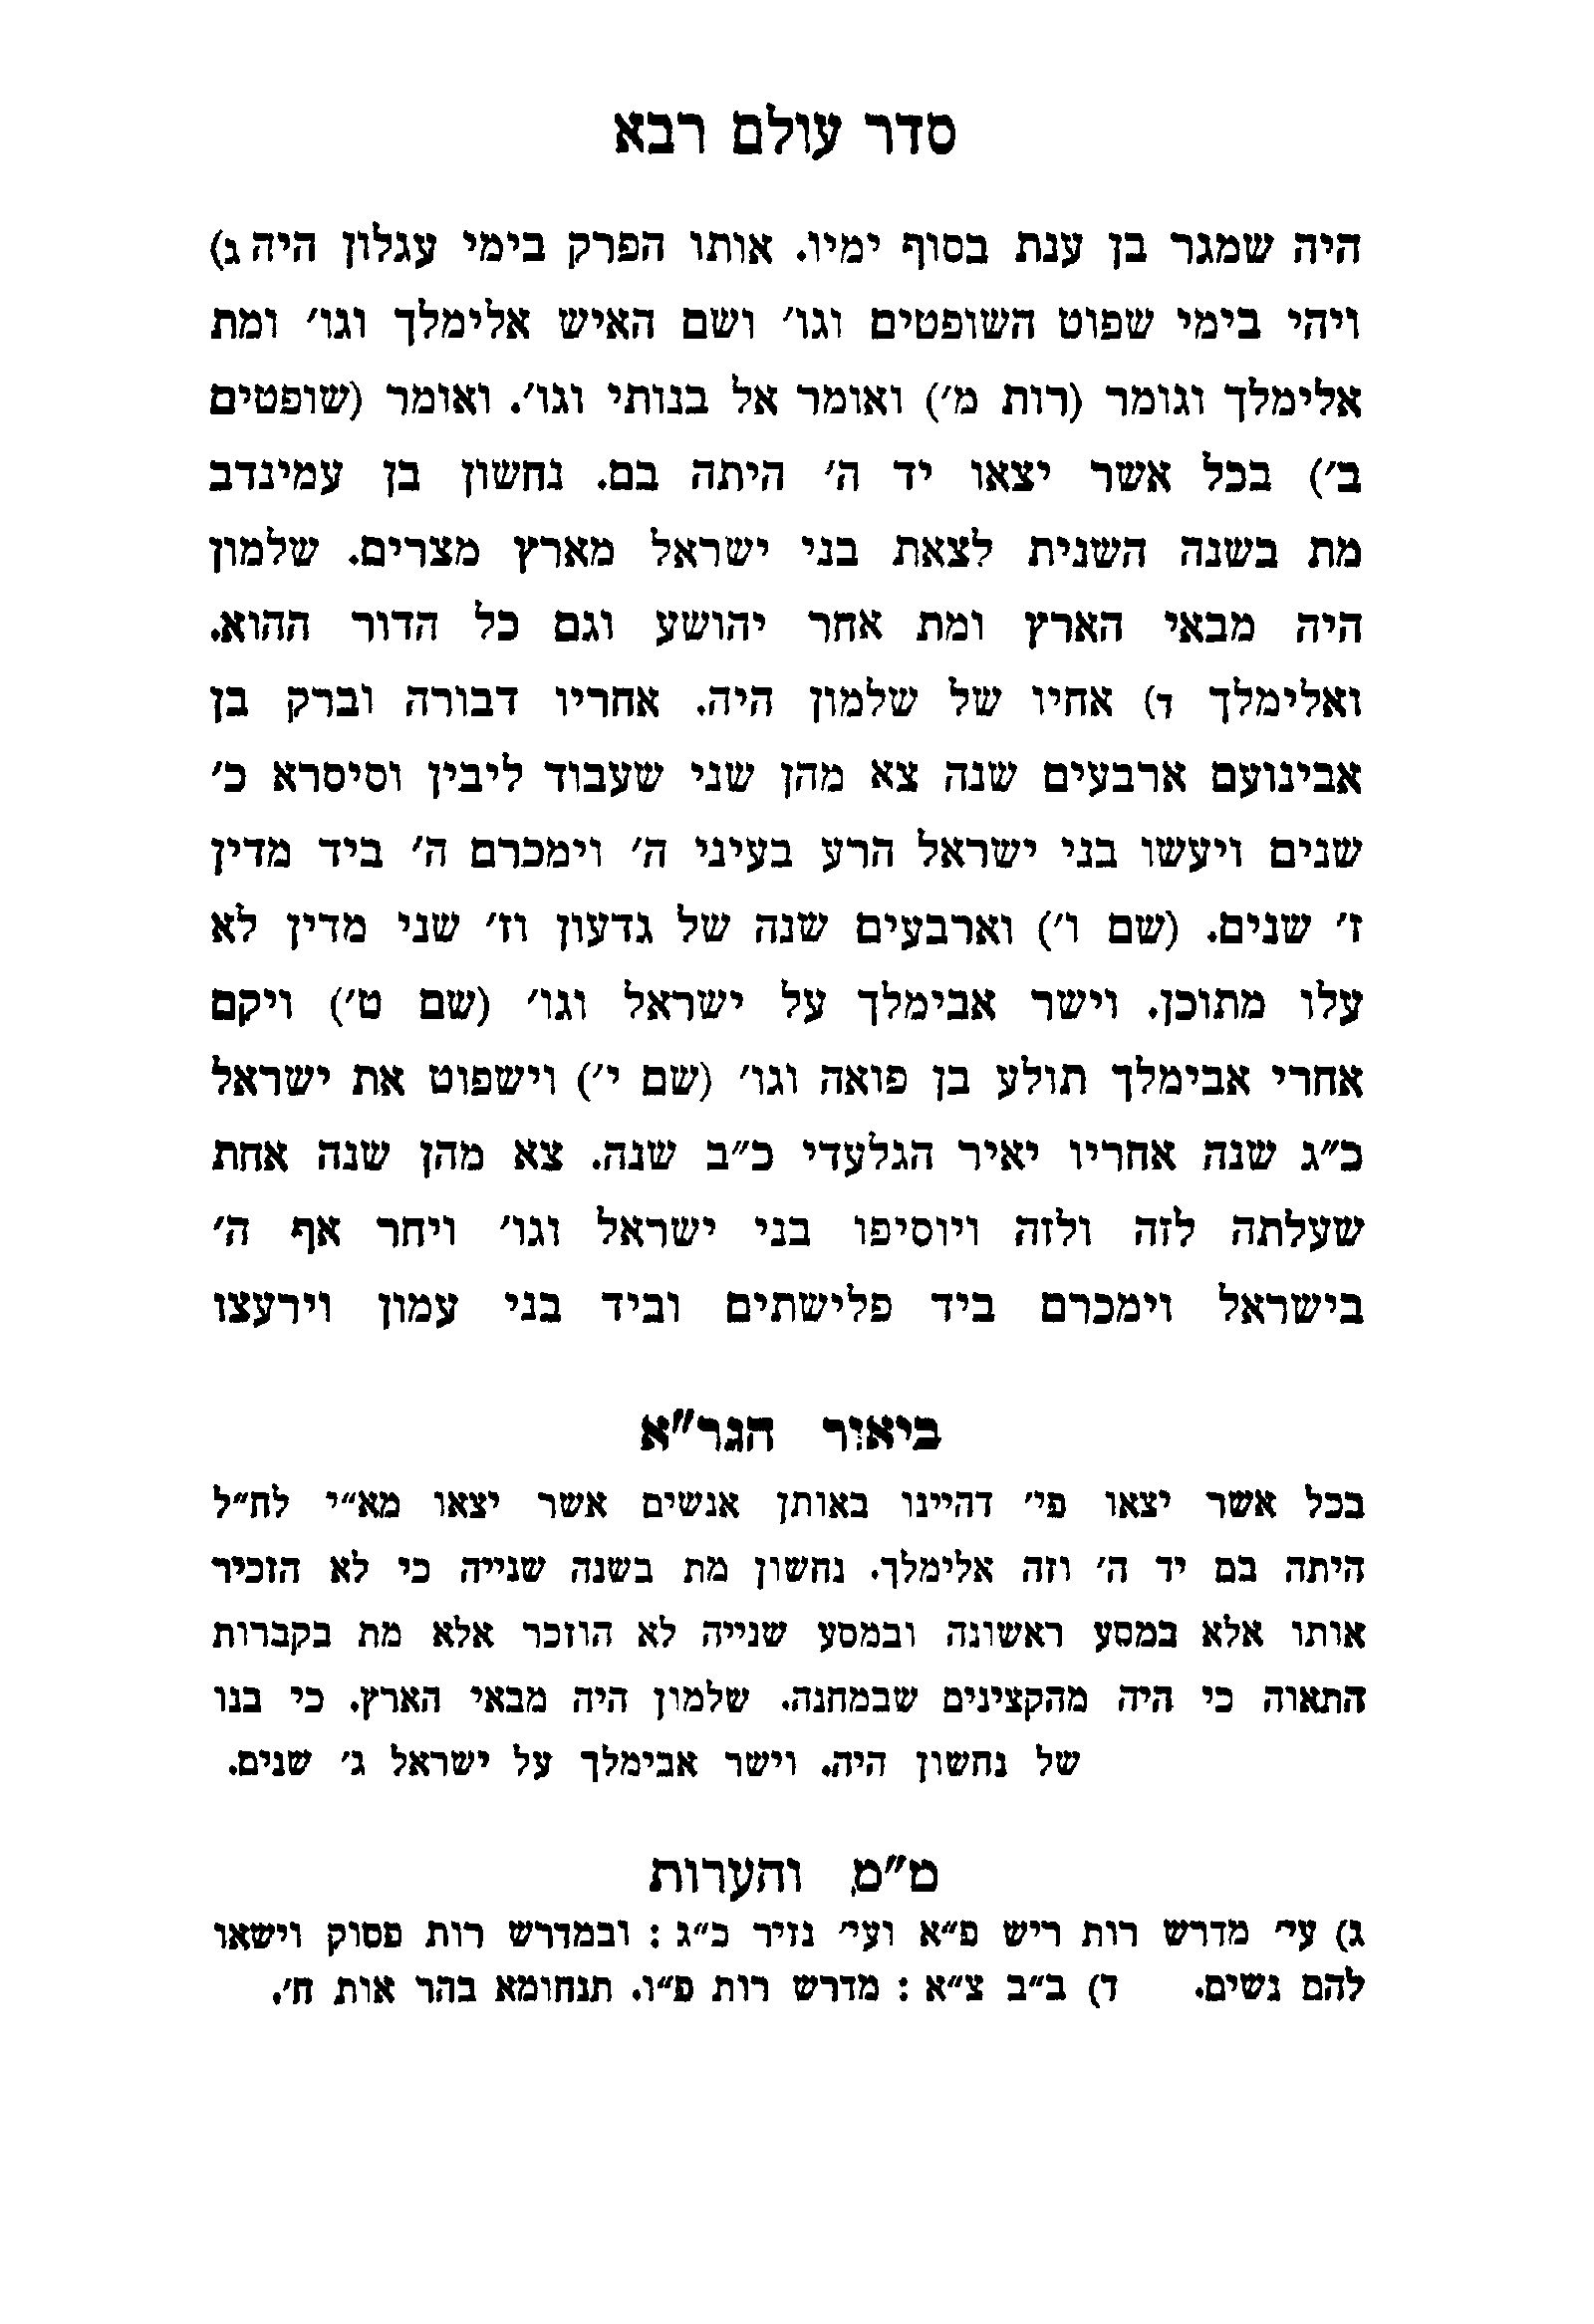 סדר עולם רבא
היה שמגר בן ענת בסוף ימיו. אותו הפרק בימי עגלון היה ג)
ויהי בימי שפוט השופטים וגו' ושם האיש אלימלך וגו' ומת
אלימלך וגומר (רות מ') ואומר אל בנותי וגו'. ואומר (שופטים
ב') בכל אשר יצאו יד ה' היתה בם. נחשון בן עמינדב
מת בשנה השנית לצאת בני ישראל מארץ מצרים. שלמון
היה מבאי הארץ ומת אחר יהושע וגם כל הדור ההוא.
ואלימלך ד) אחיו של שלמון היה. אחריו דבורה וברק בן
אבינועם ארבעים שנה צא מהן שני שעבוד ליבין וסיסרא כ'
שנים ויעשו בני ישראל הרע בעיני ה' וימכרם ה' ביד מדין
ז' שנים. (שם ו') וארבעים שנה של גדעון וז' שני מדין לא
עלו מתוכן. וישר אבימלך על ישראל וגו' (שם ט') ויקם
אחרי אבימלך תולע בן פואה וגו' (שם י') וישפוט את ישראל
כ"ג שנה אחריו יאיר הגלעדי כ"ב שנה. צא מהן שנה אחת
שעלתה לזה ולזה ויוסיפו בני ישראל וגו' ויחר אף ה'
בישראל וימכרם ביד פלישתים וביד בני עמון וירעצו
ביאור הגר"א
בכל אשר יצאו פי' דהיינו באותן אנשים אשר יצאו מא"י לח"ל
היתה בם יד ה' וזה אלימלך. נחשון מת בשנה שנייה כי לא הזכיר
אותו אלא במסע ראשונה ובמסע שנייה לא הוזכר אלא מת בקברות
התאוה כי היה מהקצינים שבמחנה. שלמון היה מבאי הארץ. כי בנו
של נחשון היה. וישר אבימלך על ישראל ג' שנים.
מ"מ והערות
ג) עי' מדרש רות ריש פ"א ועי' נזיר כ"ג : ובמדרש רות פסוק וישאו
להם נשים. ד) ב"ב צ"א : מדרש רות פ"ו. תנחומא בהר אות ח'.